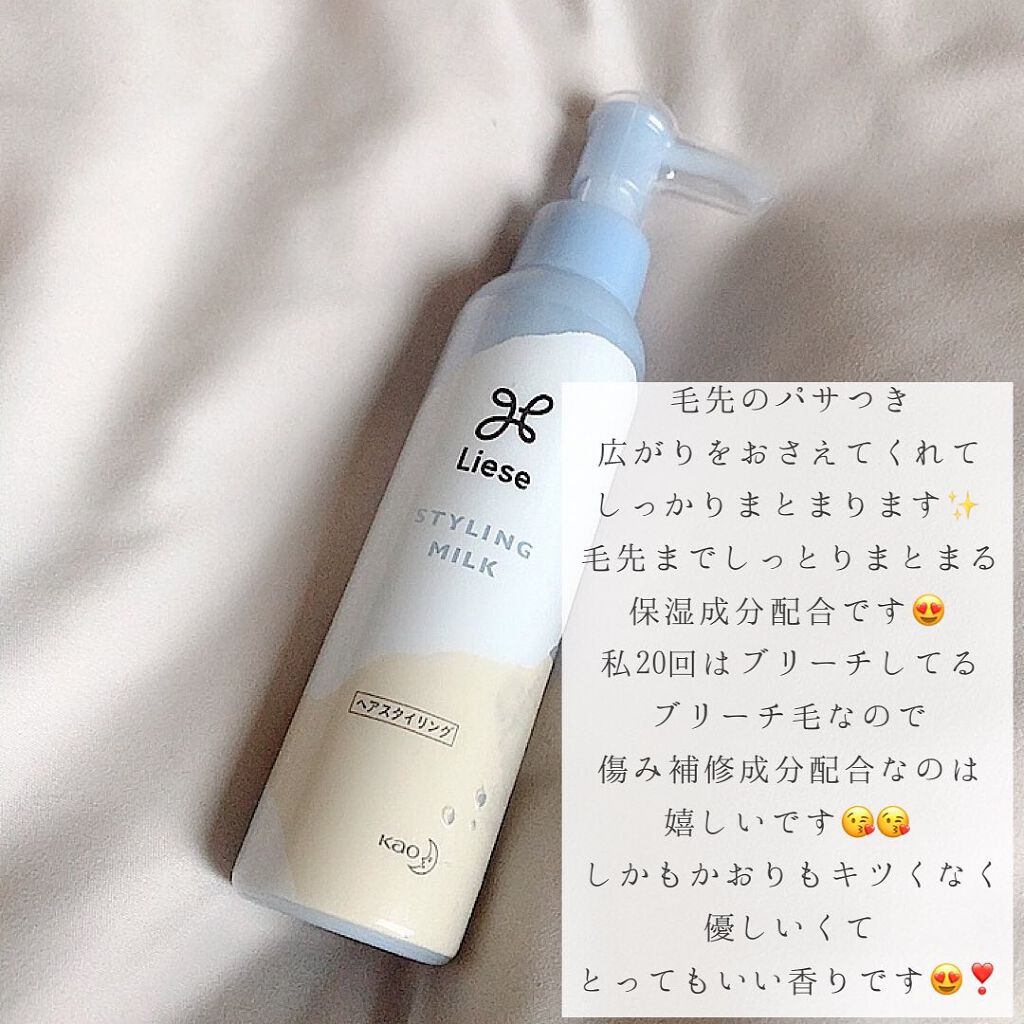 Liese
STYLING
MILK
ヘアスタイリング
Kao
毛先のパサつき
広がりをおさえてくれて
しっかりまとまります✨
毛先までしっとりまとまる
保湿成分配合です😍
私20回はブリーチしてる
ブリーチ毛なので
傷み補修成分配合なのは
嬉しいです😘😘
しかもかおりもキツくなく
優しいくて
とってもいい香りです😍❣️